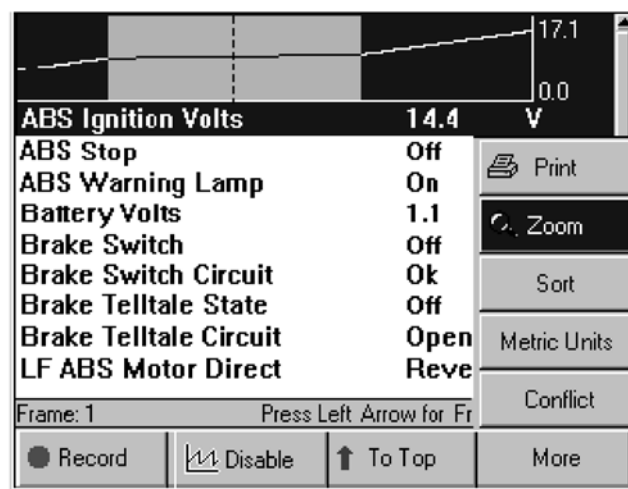 17.1
0.0
ABS Ignition Volts 14.4 V
ABS Stop Off
ABS Warning Lamp On
Battery Volts 1.1
Brake Switch Off
Brake Switch Circuit Ok
Brake Telltale State Off
Brake Telltale Circuit Open
LF ABS Motor Direct Reve
Print
Zoom
Sort
Metric Units
Conflict
Frame: 1 Press Left Arrow for Fr
Record Disable To Top More